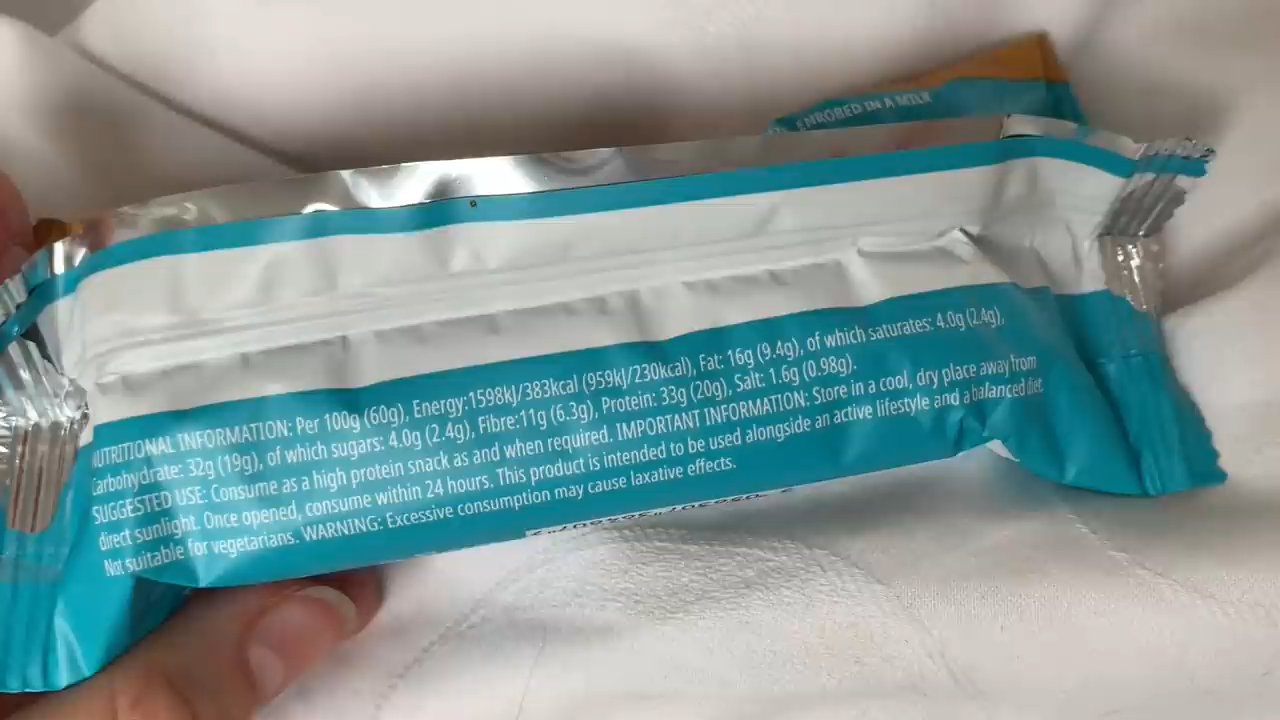 ENROBED IN A MILK
NUTRITIONAL INFORMATION: Per 100g (60g), Energy:1598kJ/383kcal (959kJ/230kcal), Fat: 16g (9.4g), of which saturates: 4.0g (2.4g),
Carbohydrate: 32g (19g), of which sugars: 4.0g (2.4g), Fibre:11g (6.3g), Protein: 33g (20g), Salt: 1.6g (0.98g).
SUGGESTED USE: Consume as a high protein snack as and when required. IMPORTANT INFORMATION: Store in a cool, dry place away from
direct sunlight. Once opened, consume within 24 hours. This product is intended to be used alongside an active lifestyle and a balanced diet.
Not suitable for vegetarians. WARNING: Excessive consumption may cause laxative effects.